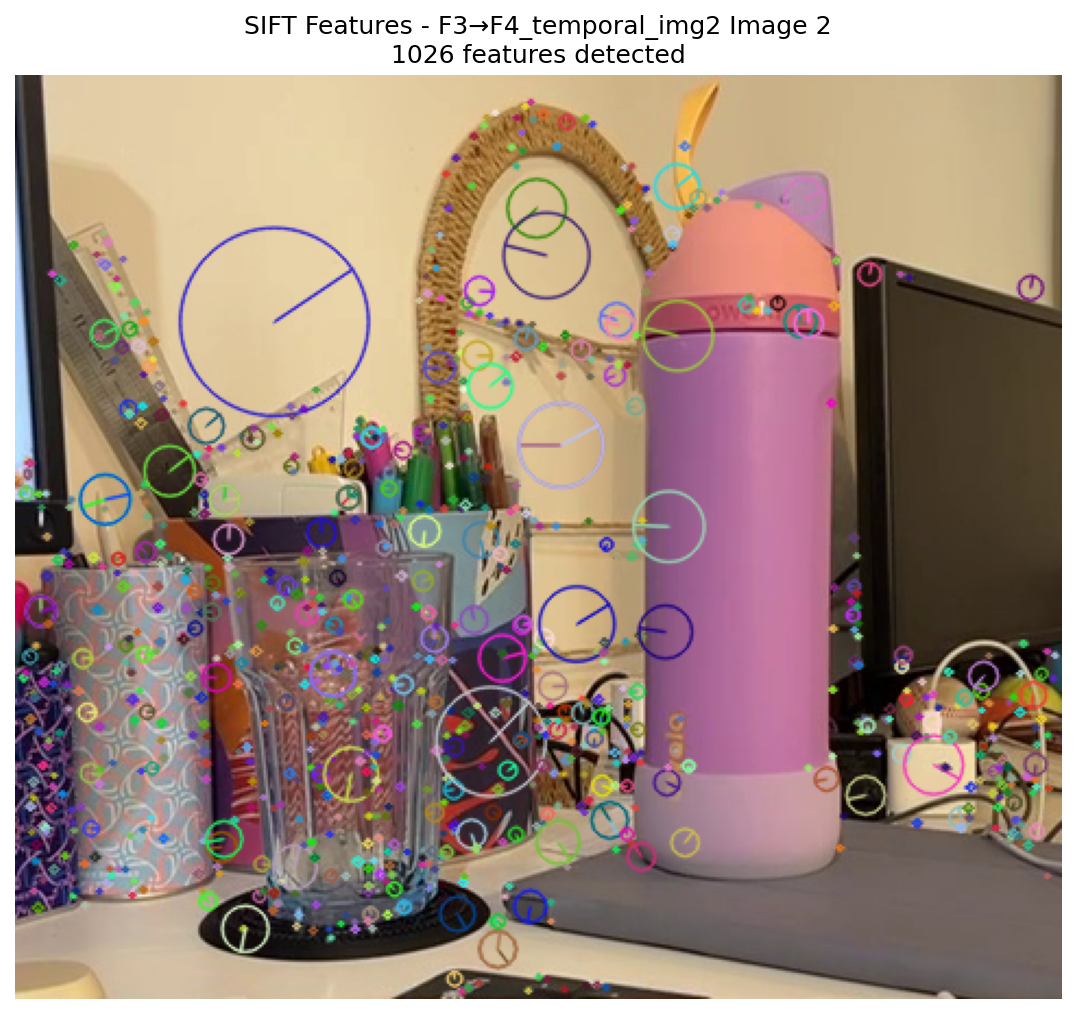 SIFT Features - F3→F4_temporal_img2 Image 2
1026 features detected